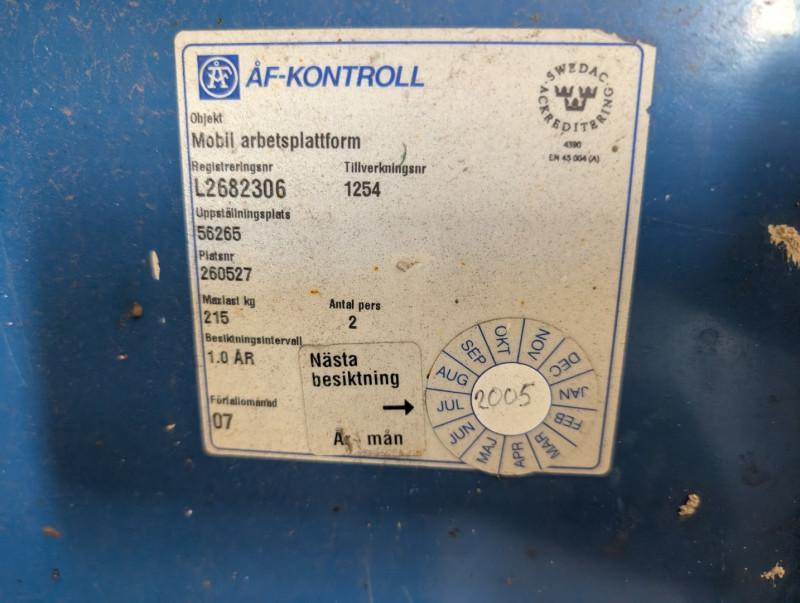 ÅF
ÅF-KONTROLL
SWEDAC
ACKREDITERING
4390
EN 45 004 (A)
Objekt
Mobil arbetsplattform
Registreringsnr
Tillverkningsnr
L2682306
1254
Uppställningsplats
56265
Platsnr
260527
Maxlast kg
Antal pers
215
2
Besiktningsintervall
1.0 ÅR
Förfallomånad
07
Nästa
besiktning
År mån
2005
JAN
FEB
MAR
APR
MAJ
JUN
JUL
AUG
SEP
OKT
NOV
DEC